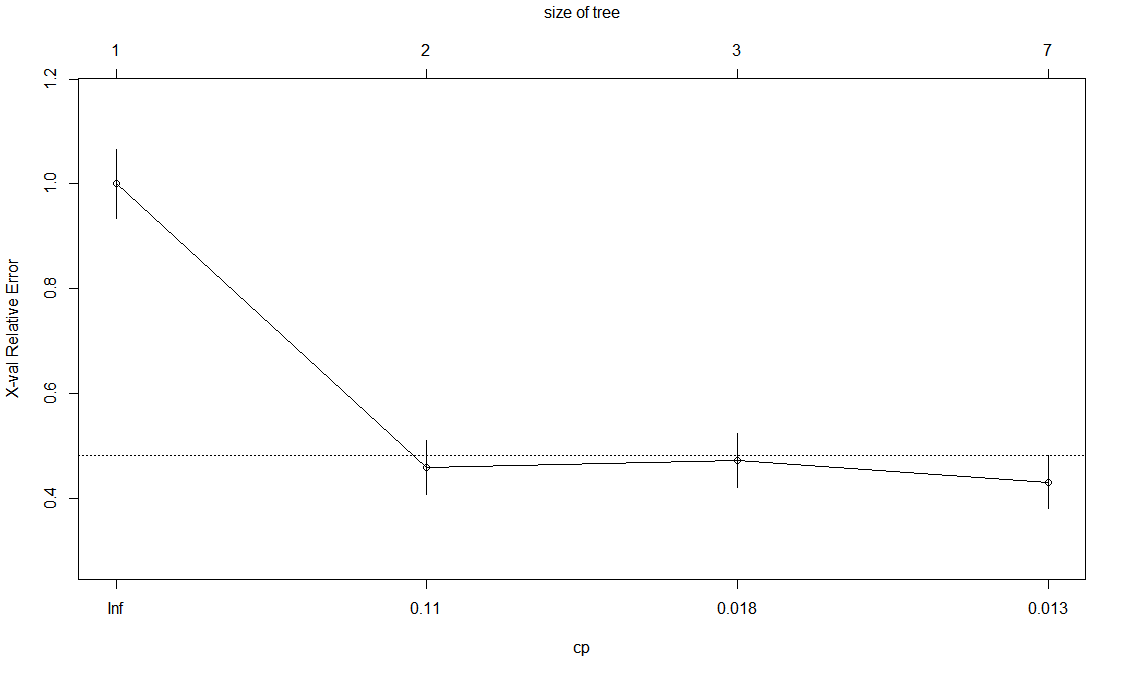 size of tree
1 2 3 7
1.2
1.0
0.8
0.6
0.4
X-val Relative Error
Inf 0.11 0.018 0.013
cp